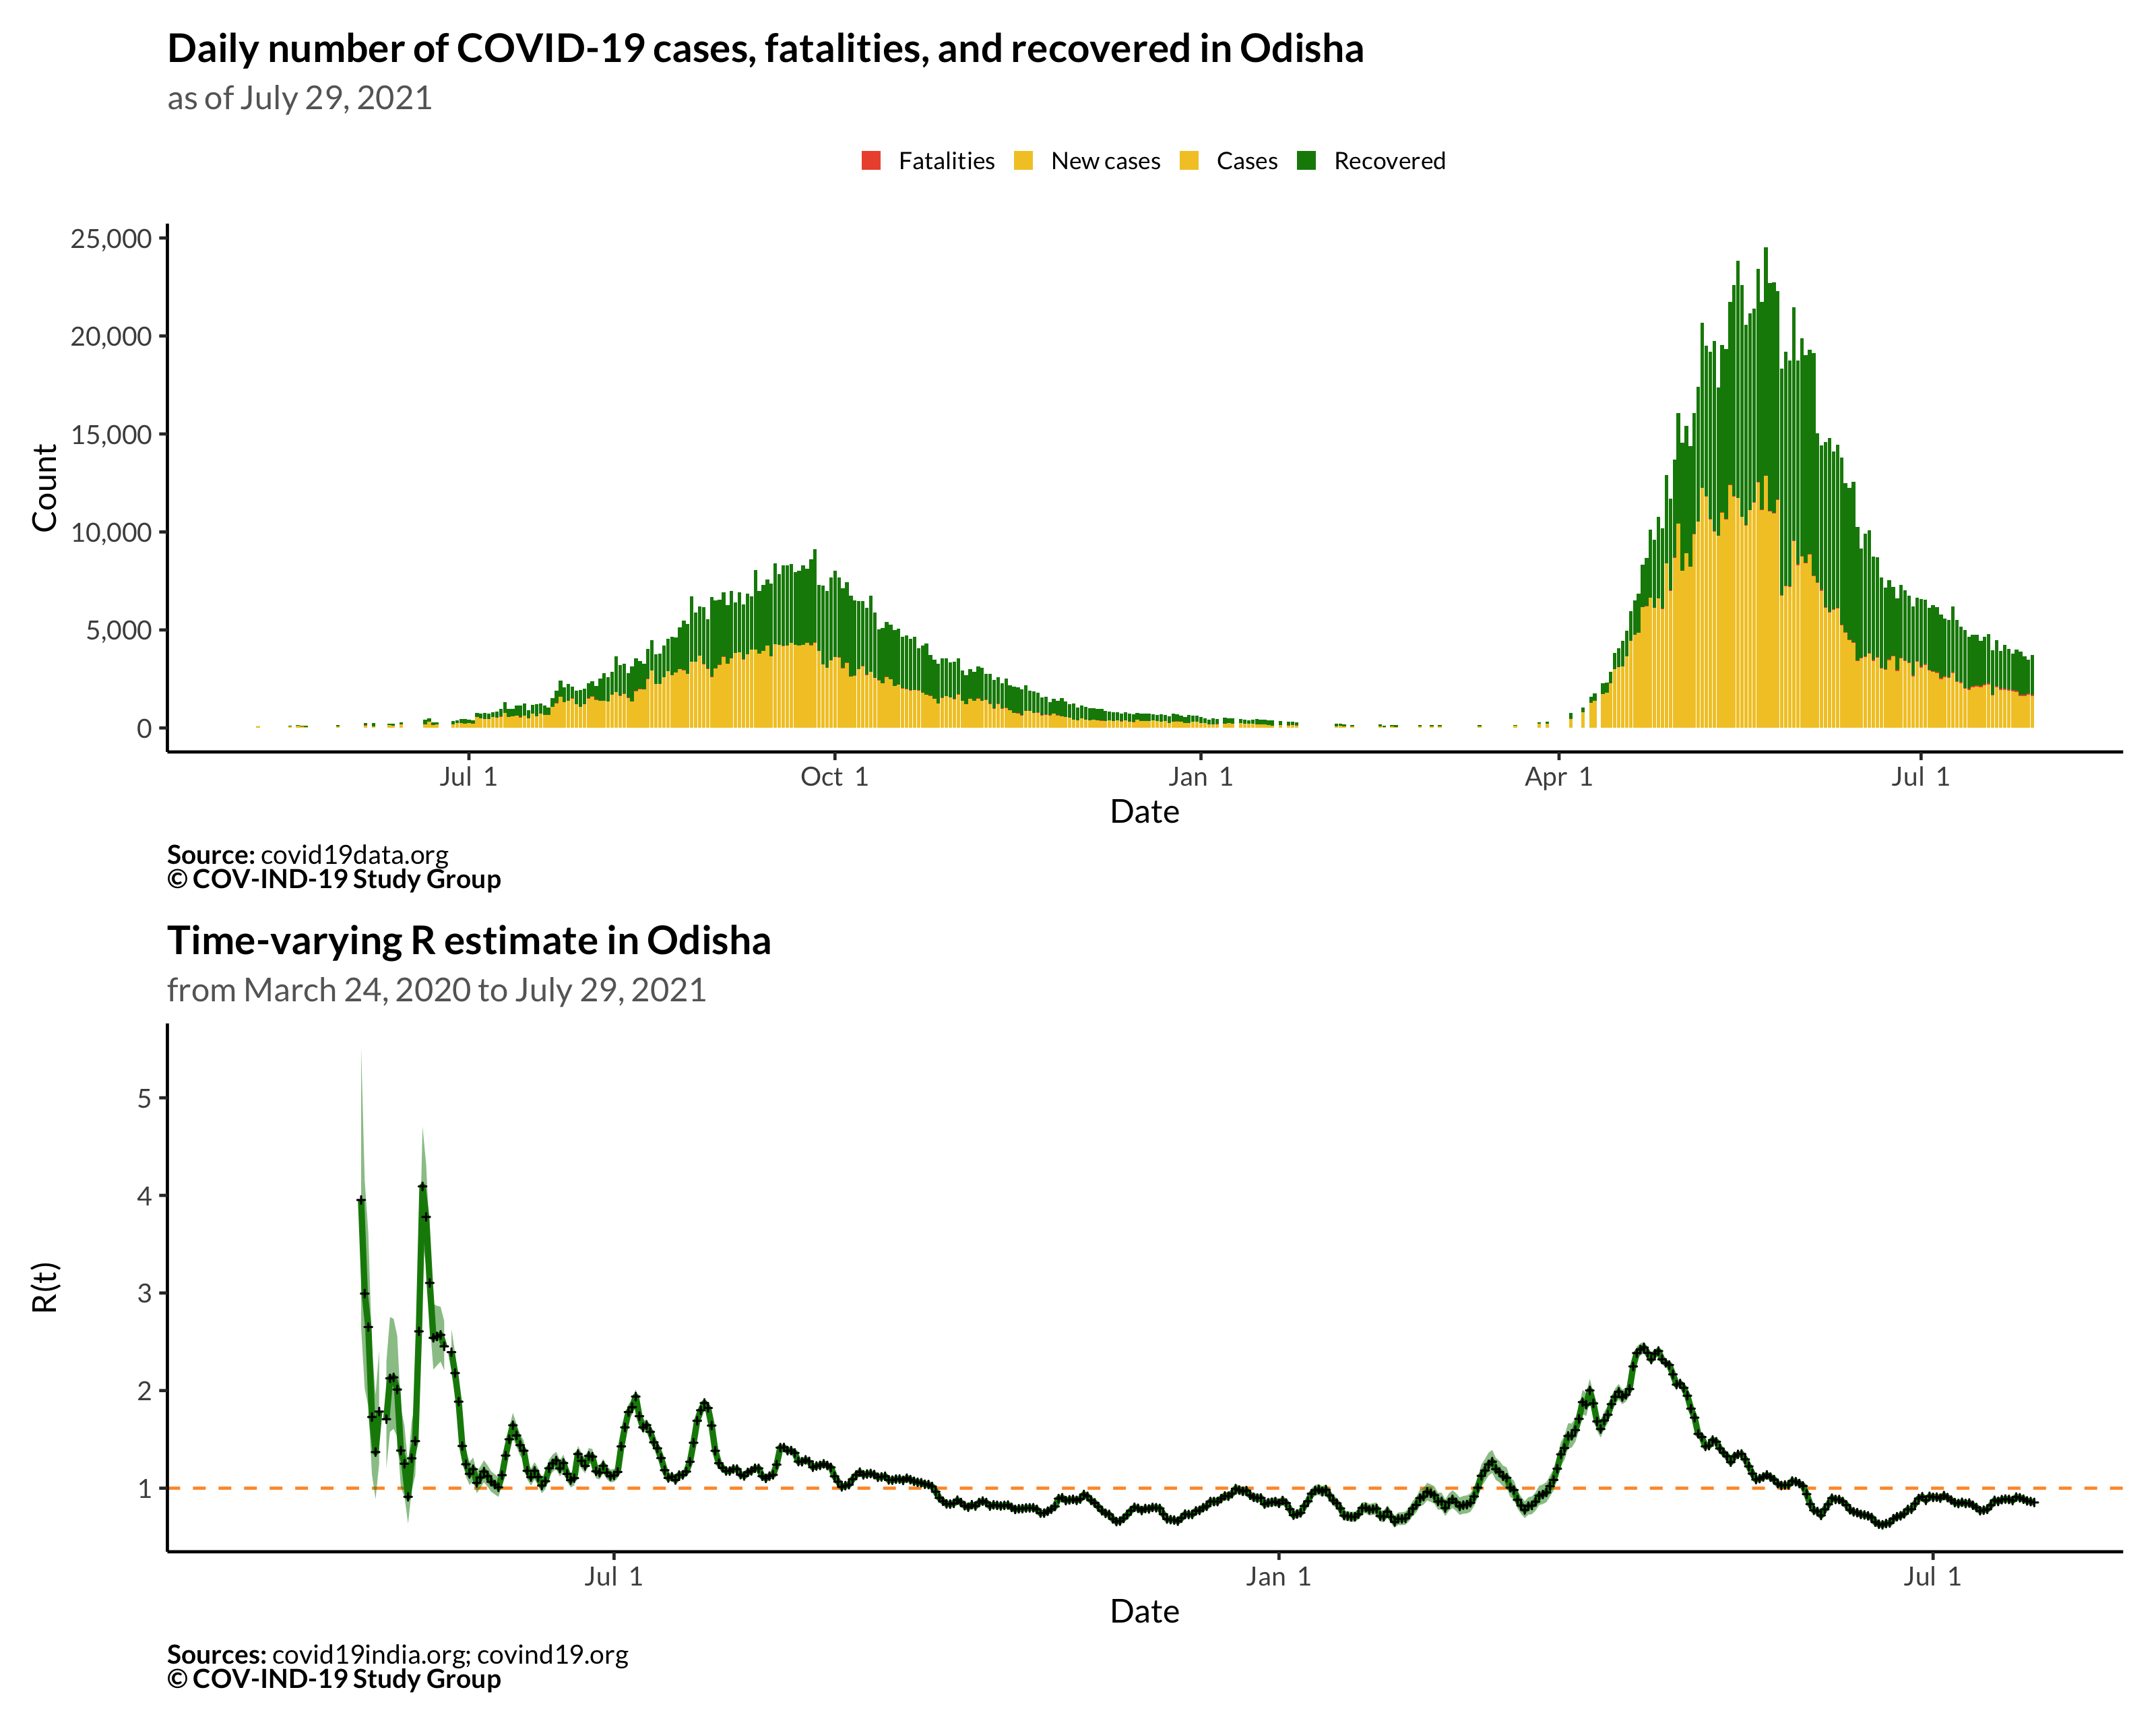 Daily number of COVID-19 cases, fatalities, and recovered in Odisha
as of July 29, 2021
Fatalities New cases Cases Recovered
25,000
20,000
15,000
10,000
5,000
0
Count
Jul 1 Oct 1 Jan 1 Apr 1 Jul 1
Date
Source: covid19data.org
© COV-IND-19 Study Group
Time-varying R estimate in Odisha
from March 24, 2020 to July 29, 2021
5
4
3
2
1
R(t)
Jul 1 Jan 1 Jul 1
Date
Sources: covid19india.org; covind19.org
© COV-IND-19 Study Group